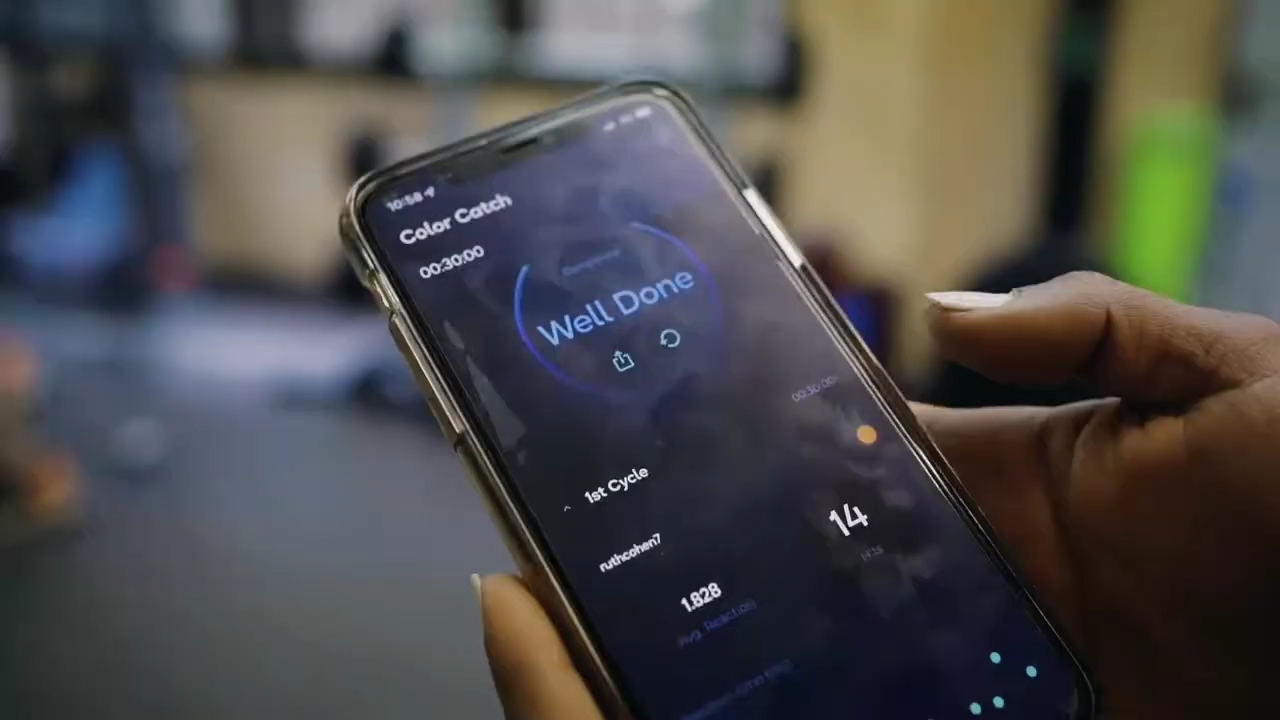 10:58
Color Catch
00:30:00
Well Done
00:30:00
1st Cycle
14
Hits
ruthcohen7
1.828
Avg. Reaction